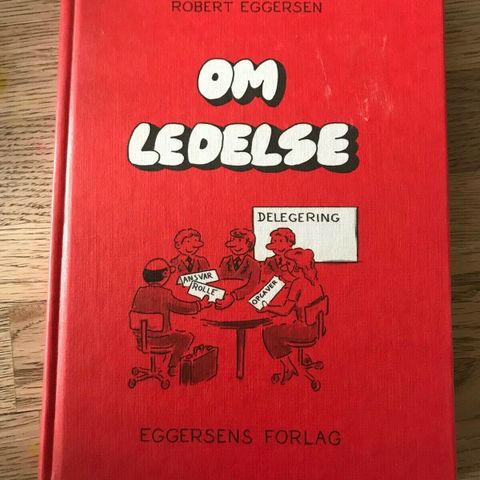 ROBERT EGGERSEN
OM
LEDELSE
DELEGERING
ANSVAR
ROLLE
OPGAVER
EGGERSENS FORLAG